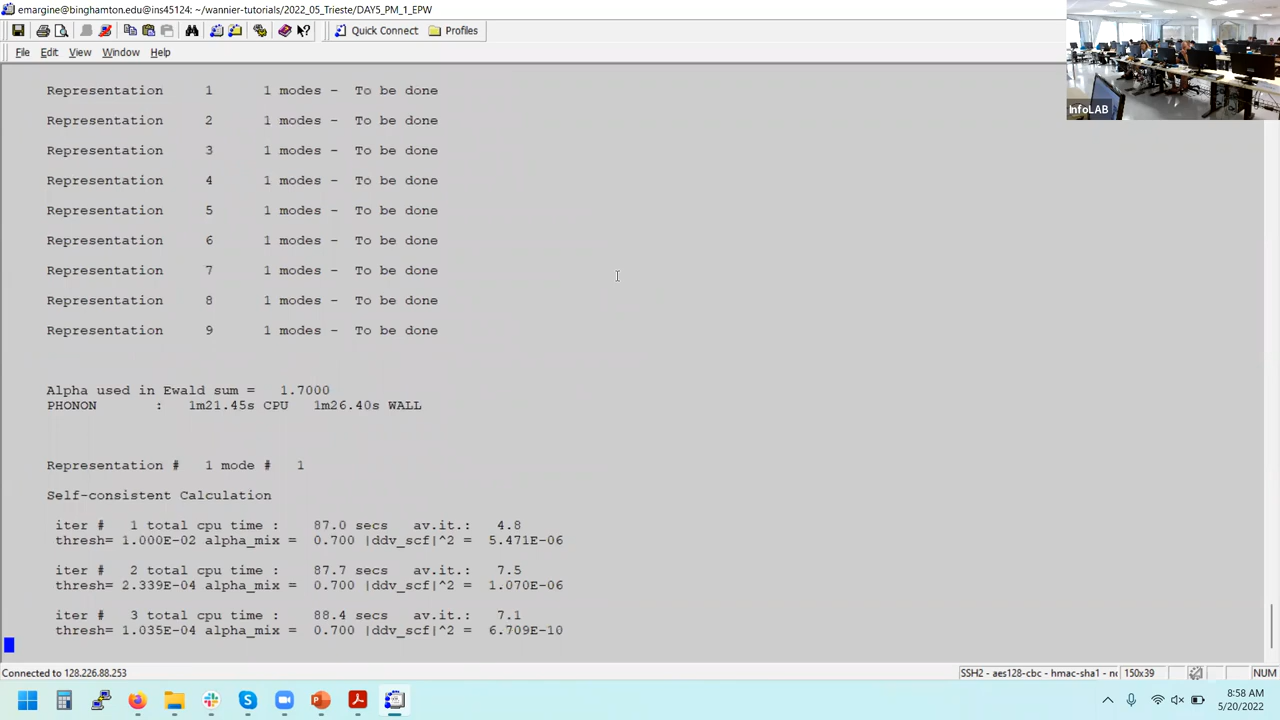 emargine@binghamton.edu@ins45124: ~/wannier-tutorials/2022_05_Trieste/DAY5_PM_1_EPW
Quick Connect Profiles
File Edit View Window Help
InfoLAB
Representation 1 1 modes - To be done
Representation 2 1 modes - To be done
Representation 3 1 modes - To be done
Representation 4 1 modes - To be done
Representation 5 1 modes - To be done
Representation 6 1 modes - To be done
Representation 7 1 modes - To be done
Representation 8 1 modes - To be done
Representation 9 1 modes - To be done
Alpha used in Ewald sum = 1.7000
PHONON : 1m21.45s CPU 1m26.40s WALL
Representation # 1 mode # 1
Self-consistent Calculation
iter # 1 total cpu time : 87.0 secs av.it.: 4.8
thresh= 1.000E-02 alpha_mix = 0.700 |ddv_scf|^2 = 5.471E-06
iter # 2 total cpu time : 87.7 secs av.it.: 7.5
thresh= 2.339E-04 alpha_mix = 0.700 |ddv_scf|^2 = 1.070E-06
iter # 3 total cpu time : 88.4 secs av.it.: 7.1
thresh= 1.035E-04 alpha_mix = 0.700 |ddv_scf|^2 = 6.709E-10
Connected to 128.226.88.253 SSH2 - aes128-cbc - hmac-sha1 - nc 150x39 NUM
8:58 AM
5/20/2022